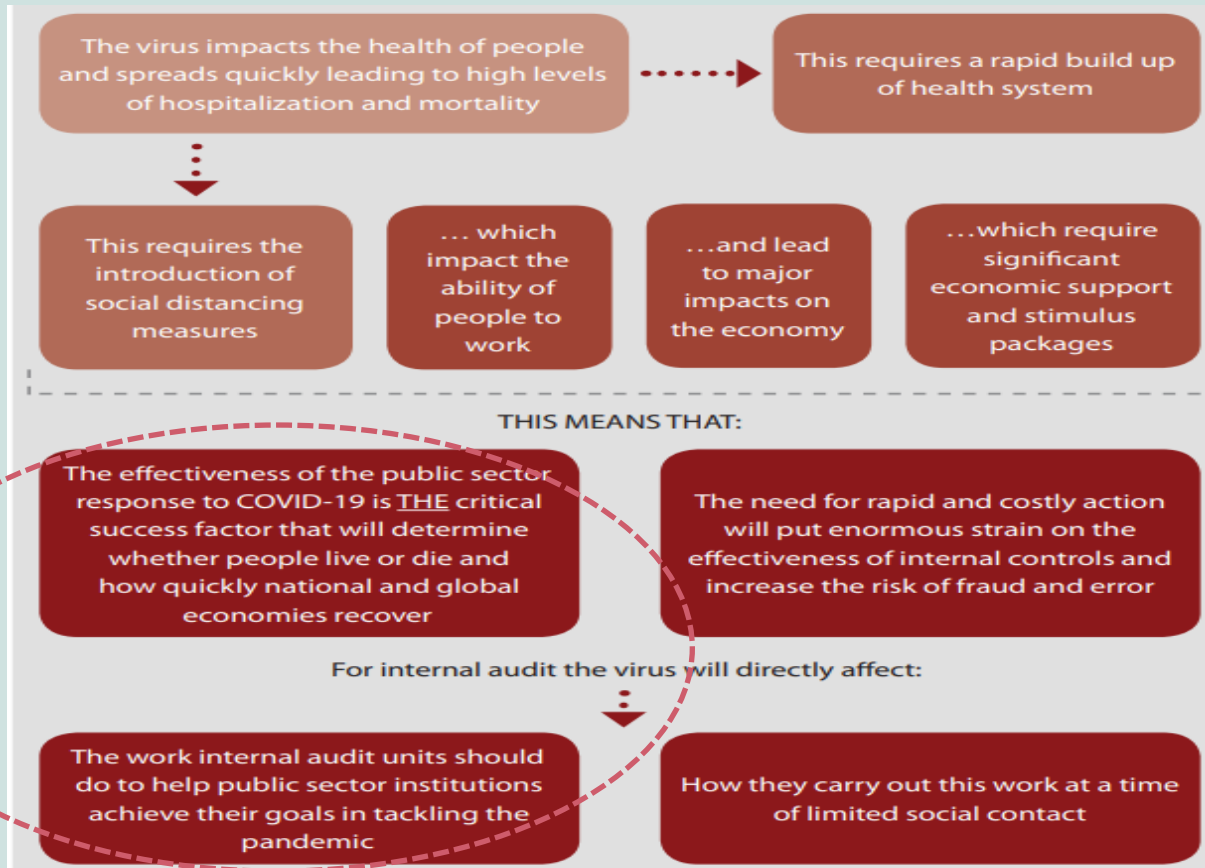 The virus impacts the health of people
and spreads quickly leading to high levels
of hospitalization and mortality
This requires a rapid build up
of health system
This requires the
introduction of
social distancing
measures
... which
impact the
ability of
people to
work
...and lead
to major
impacts on
the economy
...which require
significant
economic support
and stimulus
packages
THIS MEANS THAT:
The effectiveness of the public sector
response to COVID-19 is THE critical
success factor that will determine
whether people live or die and
how quickly national and global
economies recover
The need for rapid and costly action
will put enormous strain on the
effectiveness of internal controls and
increase the risk of fraud and error
For internal audit the virus will directly affect:
The work internal audit units should
do to help public sector institutions
achieve their goals in tackling the
pandemic
How they carry out this work at a time
of limited social contact